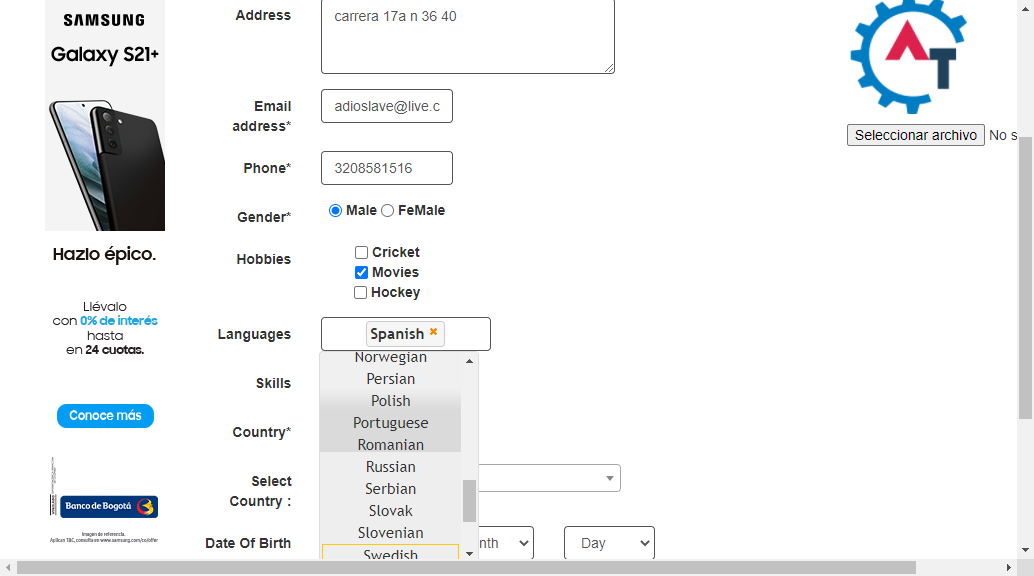 SAMSUNG
Galaxy S21+
Hazlo épico.
Llévalo
con 0% de interés
hasta
en 24 cuotas.
Conoce más
Banco de Bogotá
Imagen de referencia.
Aplican T&C, consulta en www.samsung.com/co/offer
Address
carrera 17a n 36 40
Email
address*
adioslave@live.c
Phone*
3208581516
Gender*
Male
FeMale
Hobbies
Cricket
Movies
Hockey
Languages
Spanish
Norwegian
Persian
Polish
Portuguese
Romanian
Russian
Serbian
Slovak
Slovenian
Swedish
Skills
Country*
Select
Country :
Date Of Birth
nth
Day
AT
Seleccionar archivo No s